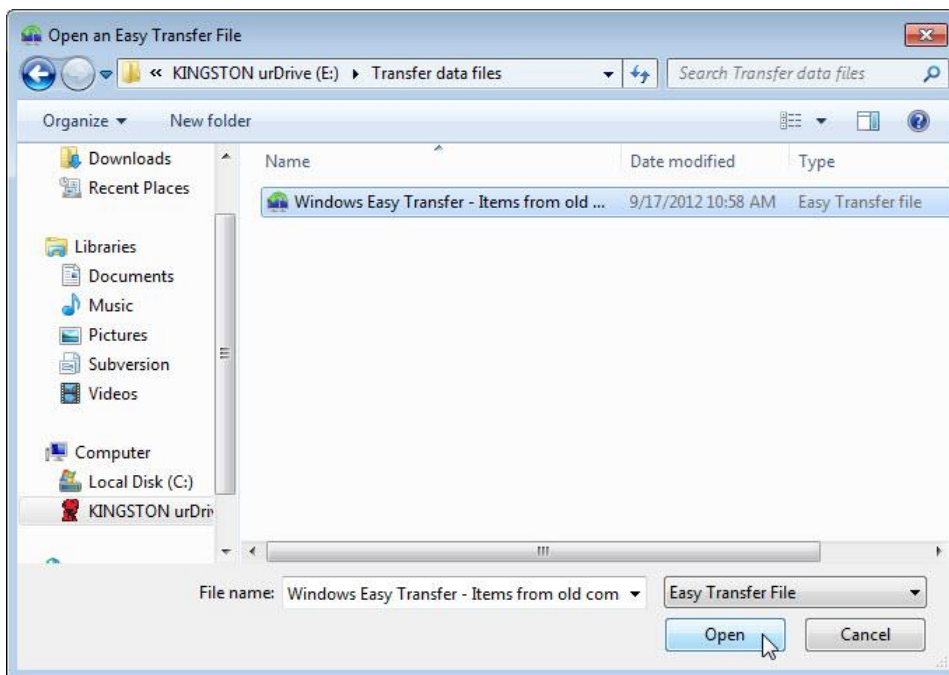 Open an Easy Transfer File
« KINGSTON urDrive (E:) Transfer data files Search Transfer data files
Organize New folder
Name Date modified Type
Windows Easy Transfer - Items from old ... 9/17/2012 10:58 AM Easy Transfer file
Downloads
Recent Places
Libraries
Documents
Music
Pictures
Subversion
Videos
Computer
Local Disk (C:)
KINGSTON urDriv
File name: Windows Easy Transfer - Items from old com Easy Transfer File
Open Cancel